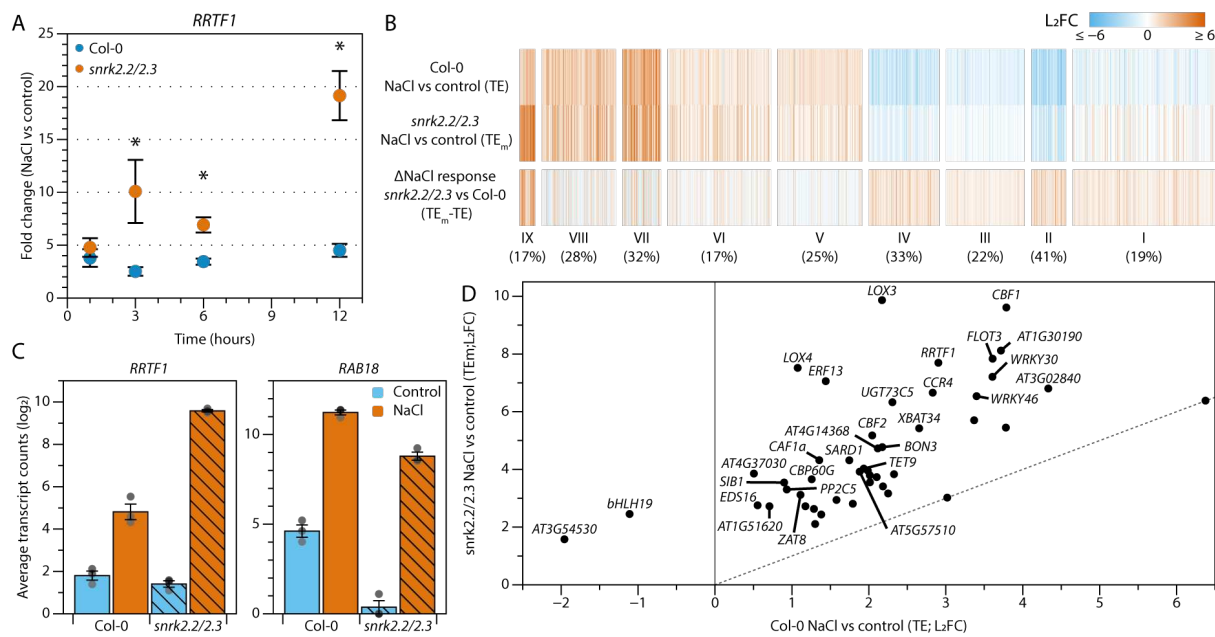 A
RRTF1
Col-0
snrk2.2/2.3
Fold change (NaCl vs control)
25
20
15
10
5
0
*
*
*
0
3
6
9
12
Time (hours)
B
L₂FC
≤ −6
0
≥ 6
Col-0
NaCl vs control (TE)
snrk2.2/2.3
NaCl vs control (TEm)
ΔNaCl response
snrk2.2/2.3 vs Col-0
(TEm-TE)
IX
VIII
VII
VI
V
IV
III
II
I
(17%)
(28%)
(32%)
(17%)
(25%)
(33%)
(22%)
(41%)
(19%)
C
RRTF1
RAB18
Control
NaCl
Average transcript counts (log₂)
10
8
6
4
2
0
10
5
0
Col-0
snrk2.2/2.3
Col-0
snrk2.2/2.3
D
snrk2.2/2.3 NaCl vs control (TEm;L₂FC)
10
8
6
4
2
0
LOX3
CBF1
FLOT3
AT1G30190
RRTF1
WRKY30
LOX4
ERF13
CCR4
AT3G02840
UGT73C5
WRKY46
CBF2
XBAT34
AT4G14368
BON3
CAF1a
SARD1
AT4G37030
CBP60G
TET9
SIB1
PP2C5
EDS16
bHLH19
AT1G51620
AT5G57510
AT3G54530
ZAT8
−2
−1
0
1
2
3
4
5
6
Col-0 NaCl vs control (TE; L₂FC)